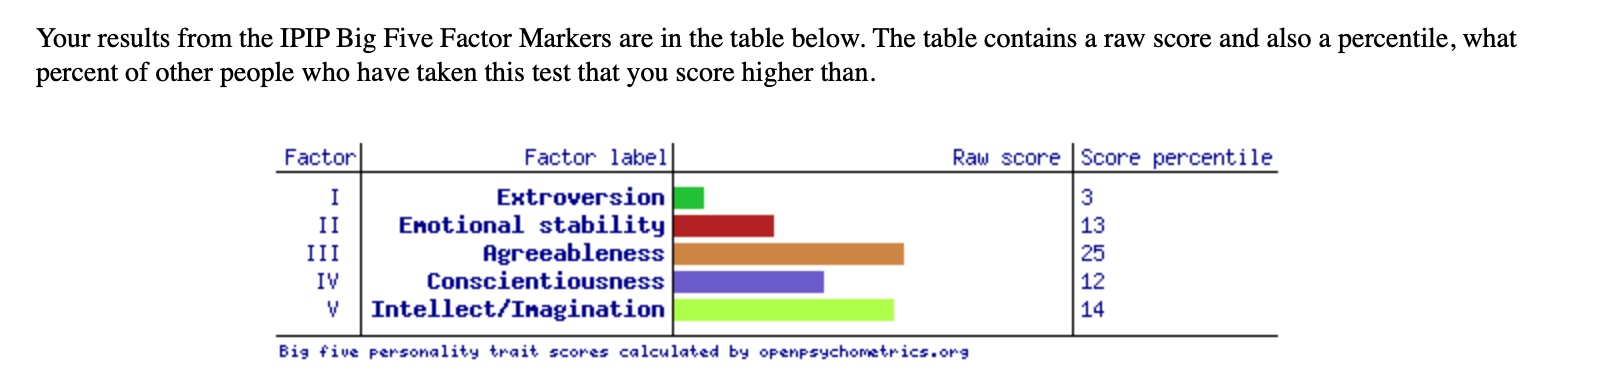 Your results from the IPIP Big Five Factor Markers are in the table below. The table contains a raw score and also a percentile, what
percent of other people who have taken this test that you score higher than.
Factor Factor label Raw score Score percentile
I Extroversion 3
II Emotional stability 13
III Agreeableness 25
IV Conscientiousness 12
V Intellect/Imagination 14
Big five personality trait scores calculated by openpsychometrics.org